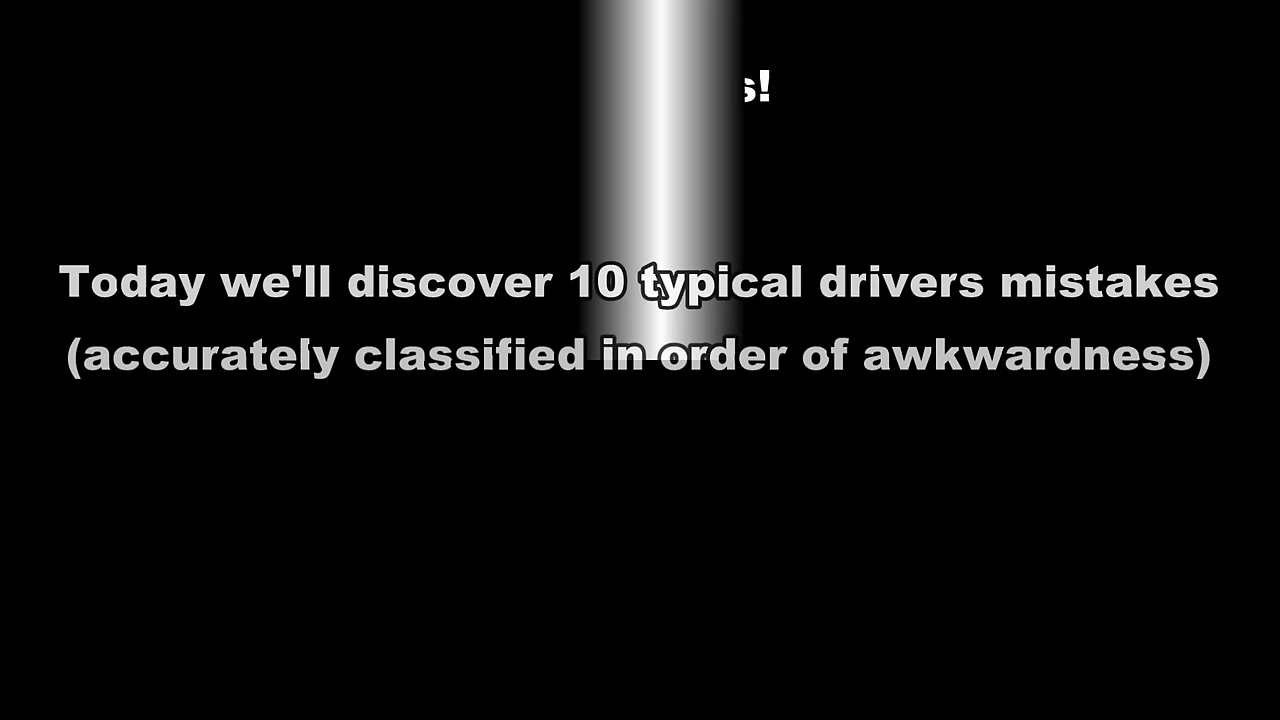 s!
Today we'll discover 10 typical drivers mistakes
(accurately classified in order of awkwardness)